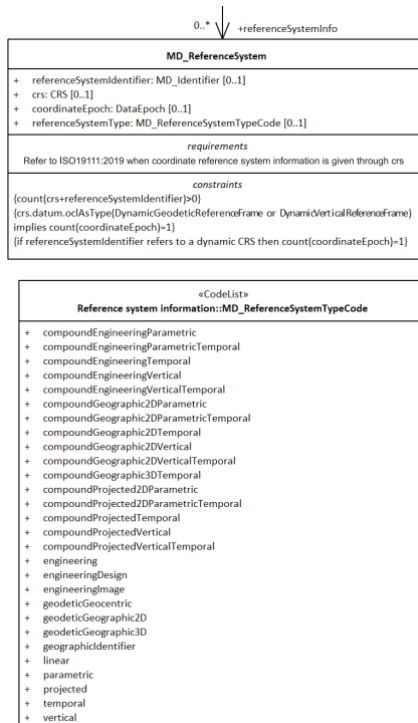 0..* +referenceSystemInfo
MD_ReferenceSystem
+ referenceSystemIdentifier: MD_Identifier [0..1]
+ crs: CRS [0..1]
+ coordinateEpoch: DataEpoch [0..1]
+ referenceSystemType: MD_ReferenceSystemTypeCode [0..1]
requirements
Refer to ISO19111:2019 when coordinate reference system information is given through crs
constraints
{count(crs+referenceSystemIdentifier)>0}
{crs.datum.oclAsType(DynamicGeodeticReferenceFrame or DynamicVerticalReferenceFrame)
implies count(coordinateEpoch)=1}
{if referenceSystemIdentifier refers to a dynamic CRS then count(coordinateEpoch)=1}
«CodeList»
Reference system information::MD_ReferenceSystemTypeCode
+ compoundEngineeringParametric
+ compoundEngineeringParametricTemporal
+ compoundEngineeringTemporal
+ compoundEngineeringVertical
+ compoundEngineeringVerticalTemporal
+ compoundGeographic2DParametric
+ compoundGeographic2DParametricTemporal
+ compoundGeographic2DTemporal
+ compoundGeographic2DVertical
+ compoundGeographic2DVerticalTemporal
+ compoundGeographic3DTemporal
+ compoundProjected2DParametric
+ compoundProjected2DParametricTemporal
+ compoundProjectedTemporal
+ compoundProjectedVertical
+ compoundProjectedVerticalTemporal
+ engineering
+ engineeringDesign
+ engineeringImage
+ geodeticGeocentric
+ geodeticGeographic2D
+ geodeticGeographic3D
+ geographicIdentifier
+ linear
+ parametric
+ projected
+ temporal
+ vertical